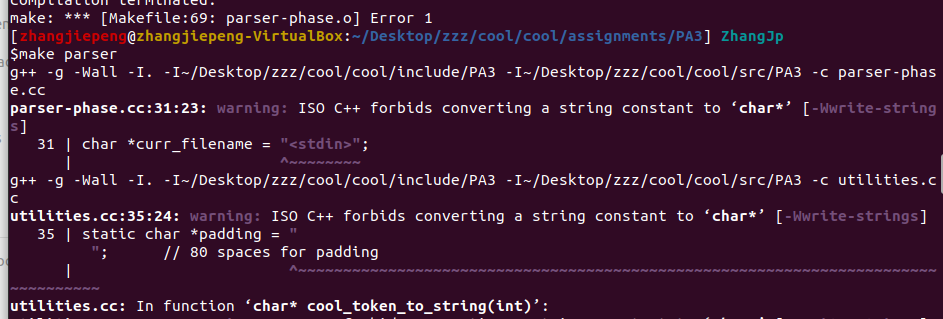 compilation terminated.
make: *** [Makefile:69: parser-phase.o] Error 1
[zhangjiepeng@zhangjiepeng-VirtualBox:~/Desktop/zzz/cool/cool/assignments/PA3] ZhangJp
$make parser
g++ -g -Wall -I. -I~/Desktop/zzz/cool/cool/include/PA3 -I~/Desktop/zzz/cool/cool/src/PA3 -c parser-phas
e.cc
parser-phase.cc:31:23: warning: ISO C++ forbids converting a string constant to ‘char*’ [-Wwrite-string
s]
   31 | char *curr_filename = "<stdin>";
      |                       ^~~~~~~~~
g++ -g -Wall -I. -I~/Desktop/zzz/cool/cool/include/PA3 -I~/Desktop/zzz/cool/cool/src/PA3 -c utilities.c
c
utilities.cc:35:24: warning: ISO C++ forbids converting a string constant to ‘char*’ [-Wwrite-strings]
   35 | static char *padding = "
         ";      // 80 spaces for padding
      |                        ^~~~~~~~~~~~~~~~~~~~~~~~~~~~~~~~~~~~~~~~~~~~~~~~~~~~~~~~~~~~~~~~~~~~~~~~
~~~~~~~~~~
utilities.cc: In function ‘char* cool_token_to_string(int)’: